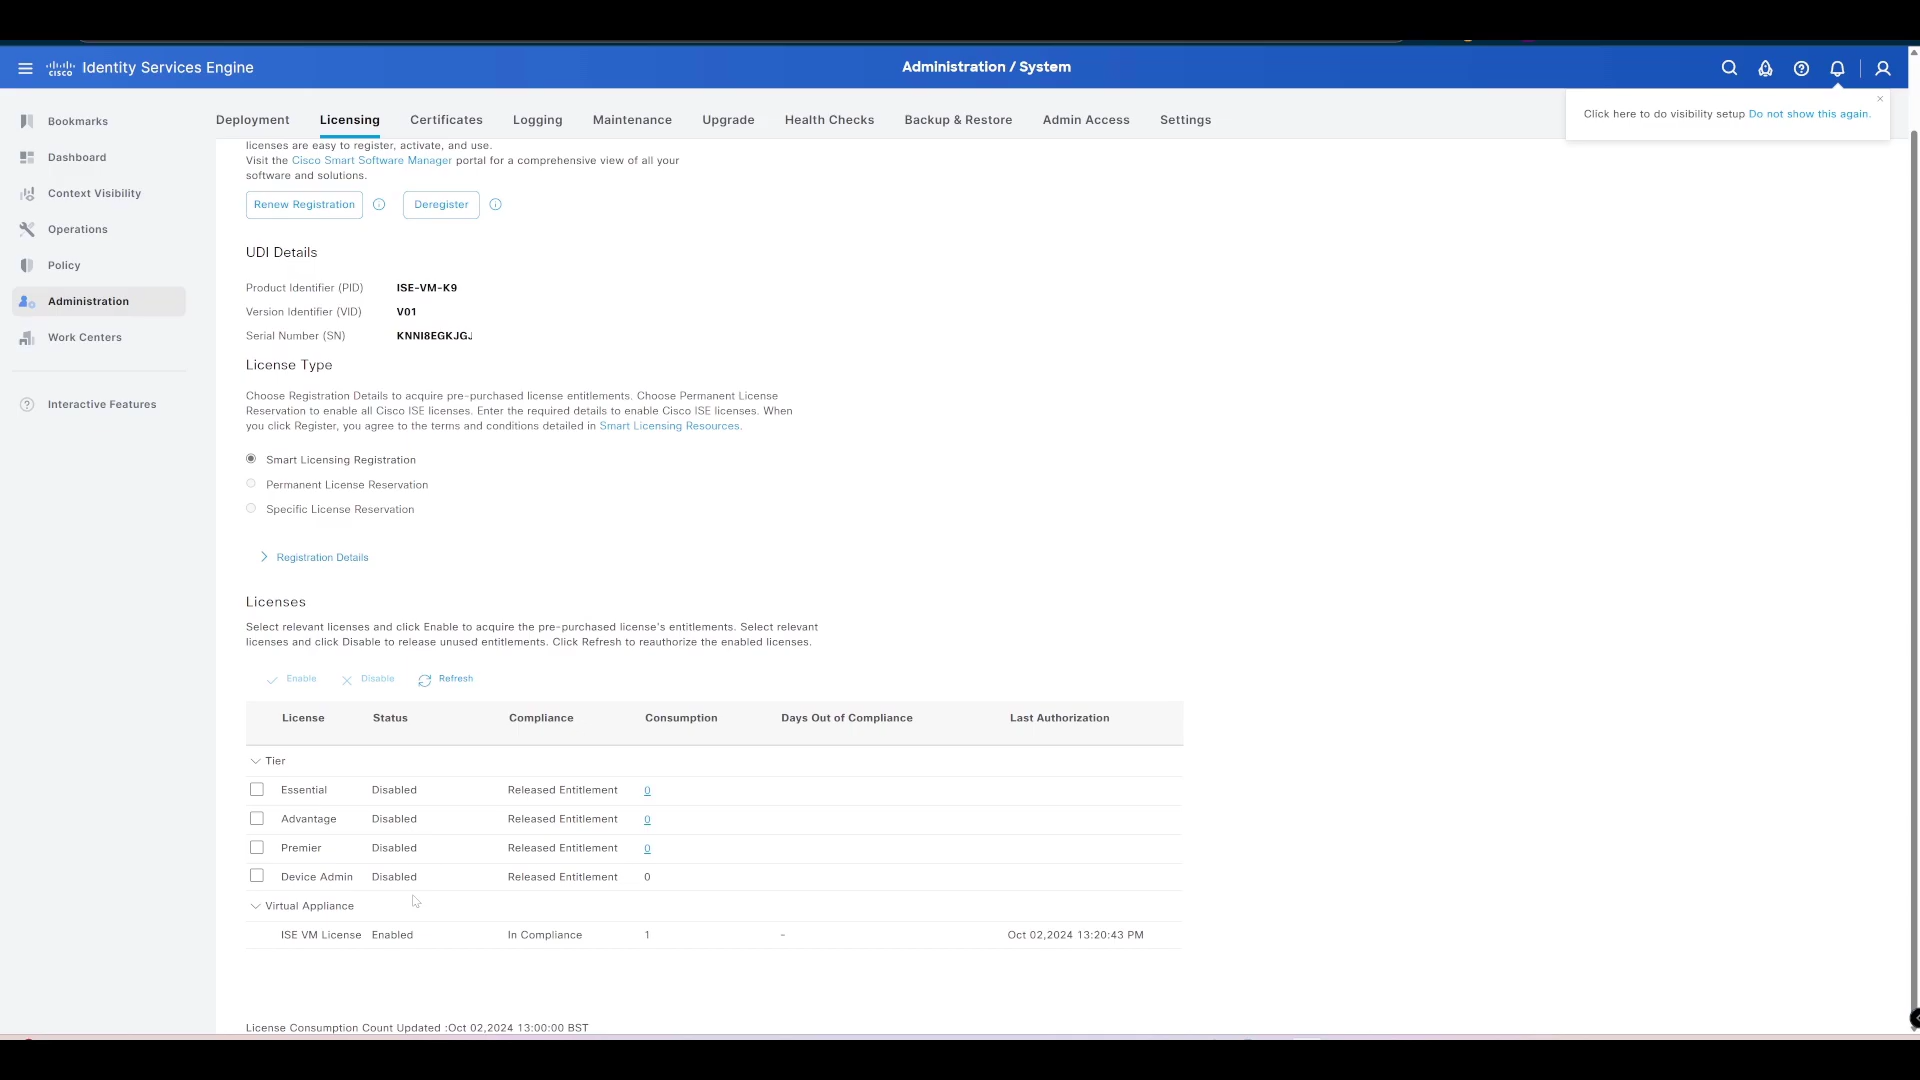 CISCO Identity Services Engine
Administration / System
Bookmarks
Dashboard
Context Visibility
Operations
Policy
Administration
Work Centers
Interactive Features
Deployment Licensing Certificates Logging Maintenance Upgrade Health Checks Backup & Restore Admin Access Settings
Click here to do visibility setup Do not show this again.
licenses are easy to register, activate, and use.
Visit the Cisco Smart Software Manager portal for a comprehensive view of all your
software and solutions.
Renew Registration Deregister
UDI Details
Product Identifier (PID) ISE-VM-K9
Version Identifier (VID) V01
Serial Number (SN) KNNI8EGKJGJ
License Type
Choose Registration Details to acquire pre-purchased license entitlements. Choose Permanent License
Reservation to enable all Cisco ISE licenses. Enter the required details to enable Cisco ISE licenses. When
you click Register, you agree to the terms and conditions detailed in Smart Licensing Resources.
Smart Licensing Registration
Permanent License Reservation
Specific License Reservation
Registration Details
Licenses
Select relevant licenses and click Enable to acquire the pre-purchased license's entitlements. Select relevant
licenses and click Disable to release unused entitlements. Click Refresh to reauthorize the enabled licenses.
Enable Disable Refresh
License Status Compliance Consumption Days Out of Compliance Last Authorization
Tier
Essential Disabled Released Entitlement 0
Advantage Disabled Released Entitlement 0
Premier Disabled Released Entitlement 0
Device Admin Disabled Released Entitlement 0
Virtual Appliance
ISE VM License Enabled In Compliance 1 - Oct 02,2024 13:20:43 PM
License Consumption Count Updated :Oct 02,2024 13:00:00 BST